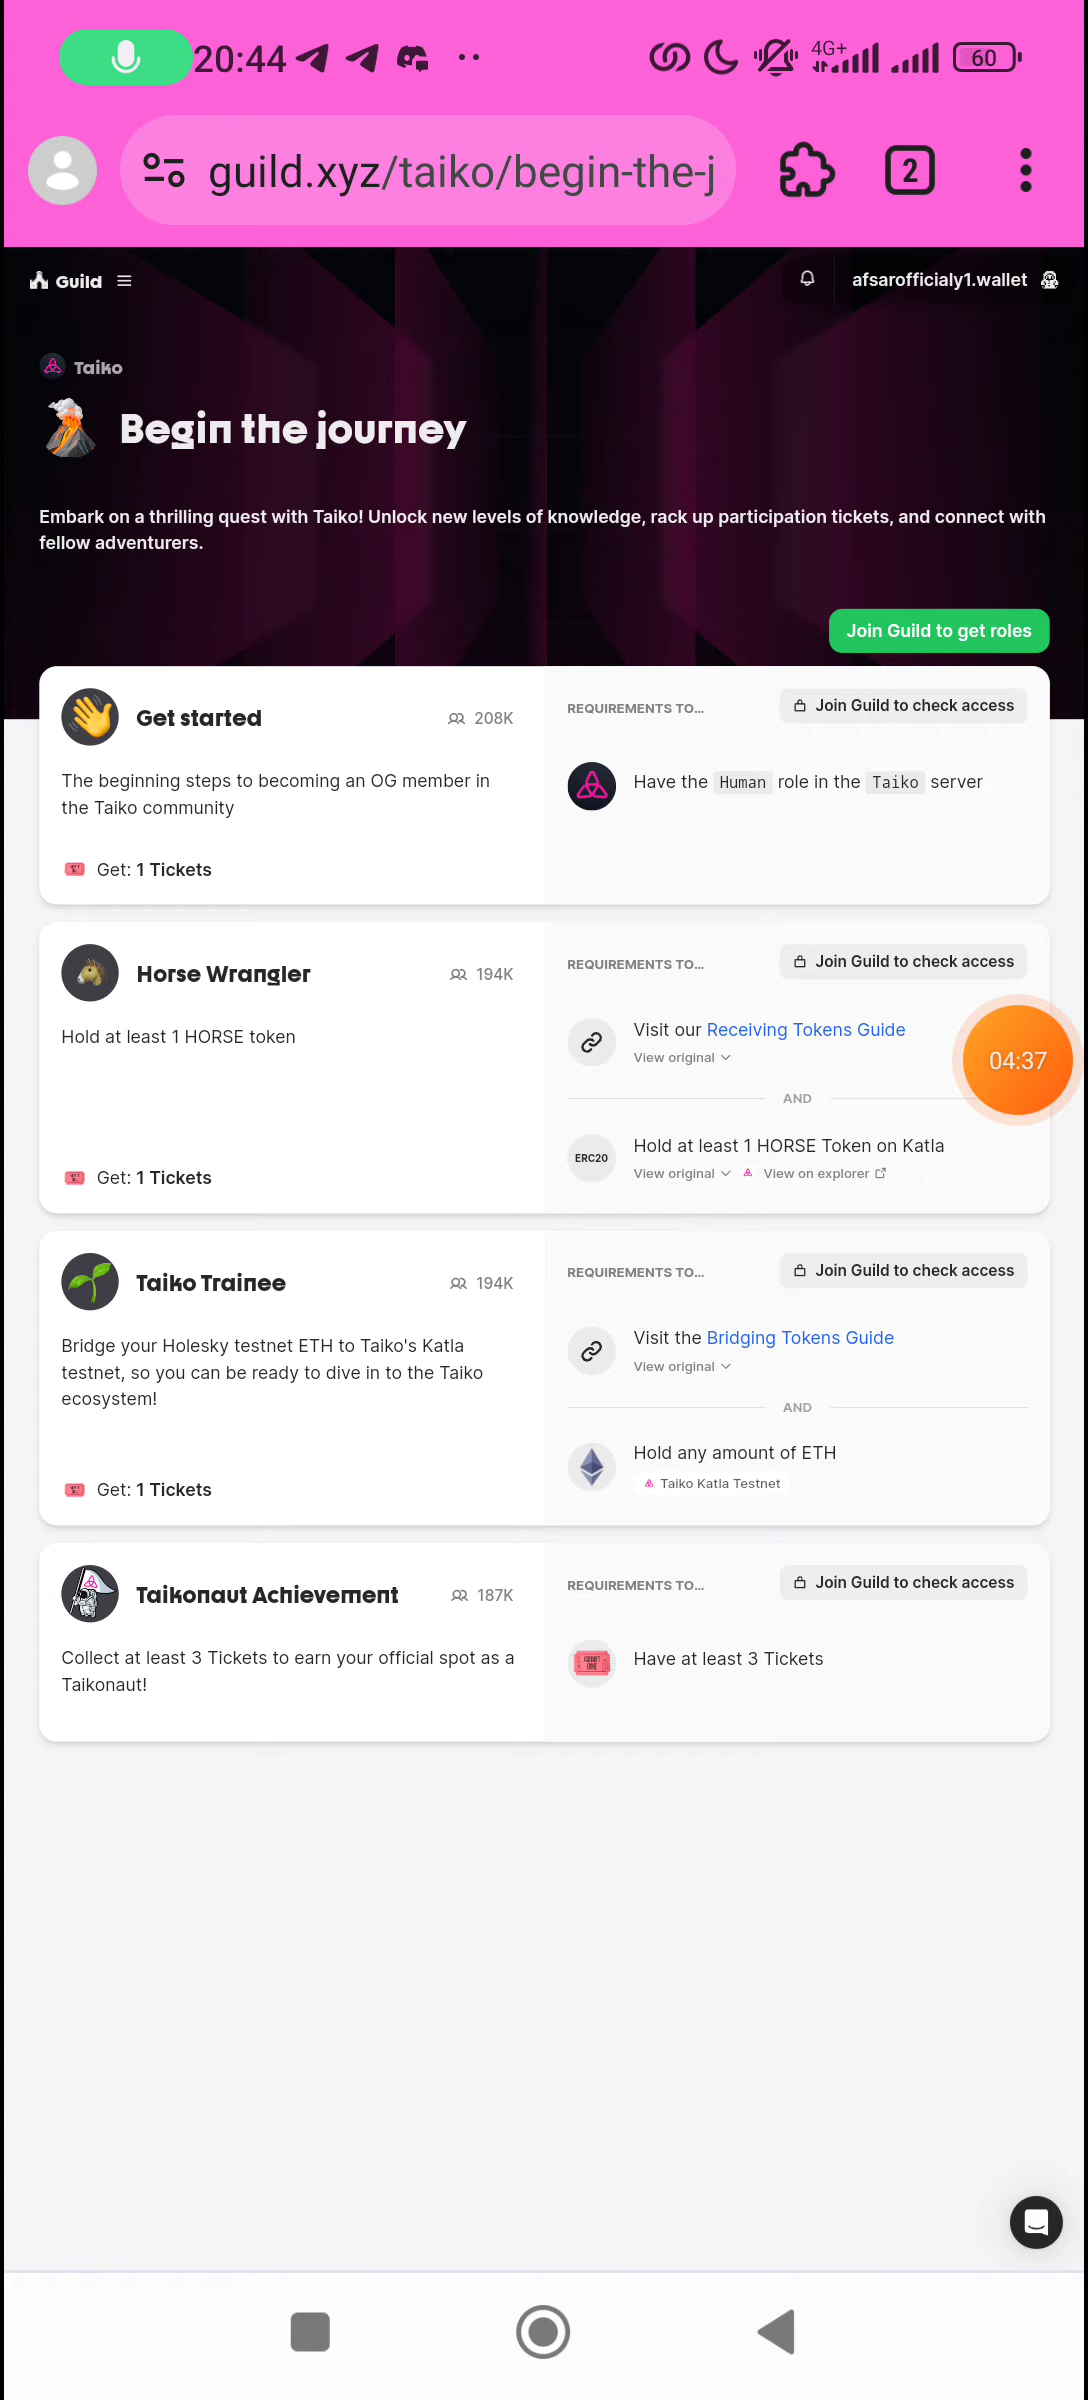 20:44
4G+
60
guild.xyz/taiko/begin-the-j
2
Guild
afsarofficialy1.wallet
Taiko
Begin the journey
Embark on a thrilling quest with Taiko! Unlock new levels of knowledge, rack up participation tickets, and connect with
fellow adventurers.
Join Guild to get roles
Get started
208K
The beginning steps to becoming an OG member in
the Taiko community
Get: 1 Tickets
REQUIREMENTS TO...
Join Guild to check access
Have the Human role in the Taiko server
Horse Wrangler
194K
Hold at least 1 HORSE token
Get: 1 Tickets
REQUIREMENTS TO...
Join Guild to check access
Visit our Receiving Tokens Guide
View original
AND
ERC20
Hold at least 1 HORSE Token on Katla
View original
View on explorer
04:37
Taiko Trainee
194K
Bridge your Holesky testnet ETH to Taiko's Katla
testnet, so you can be ready to dive in to the Taiko
ecosystem!
Get: 1 Tickets
REQUIREMENTS TO...
Join Guild to check access
Visit the Bridging Tokens Guide
View original
AND
Hold any amount of ETH
Taiko Katla Testnet
Taikonaut Achievement
187K
Collect at least 3 Tickets to earn your official spot as a
Taikonaut!
REQUIREMENTS TO...
Join Guild to check access
ADMIT
ONE
Have at least 3 Tickets